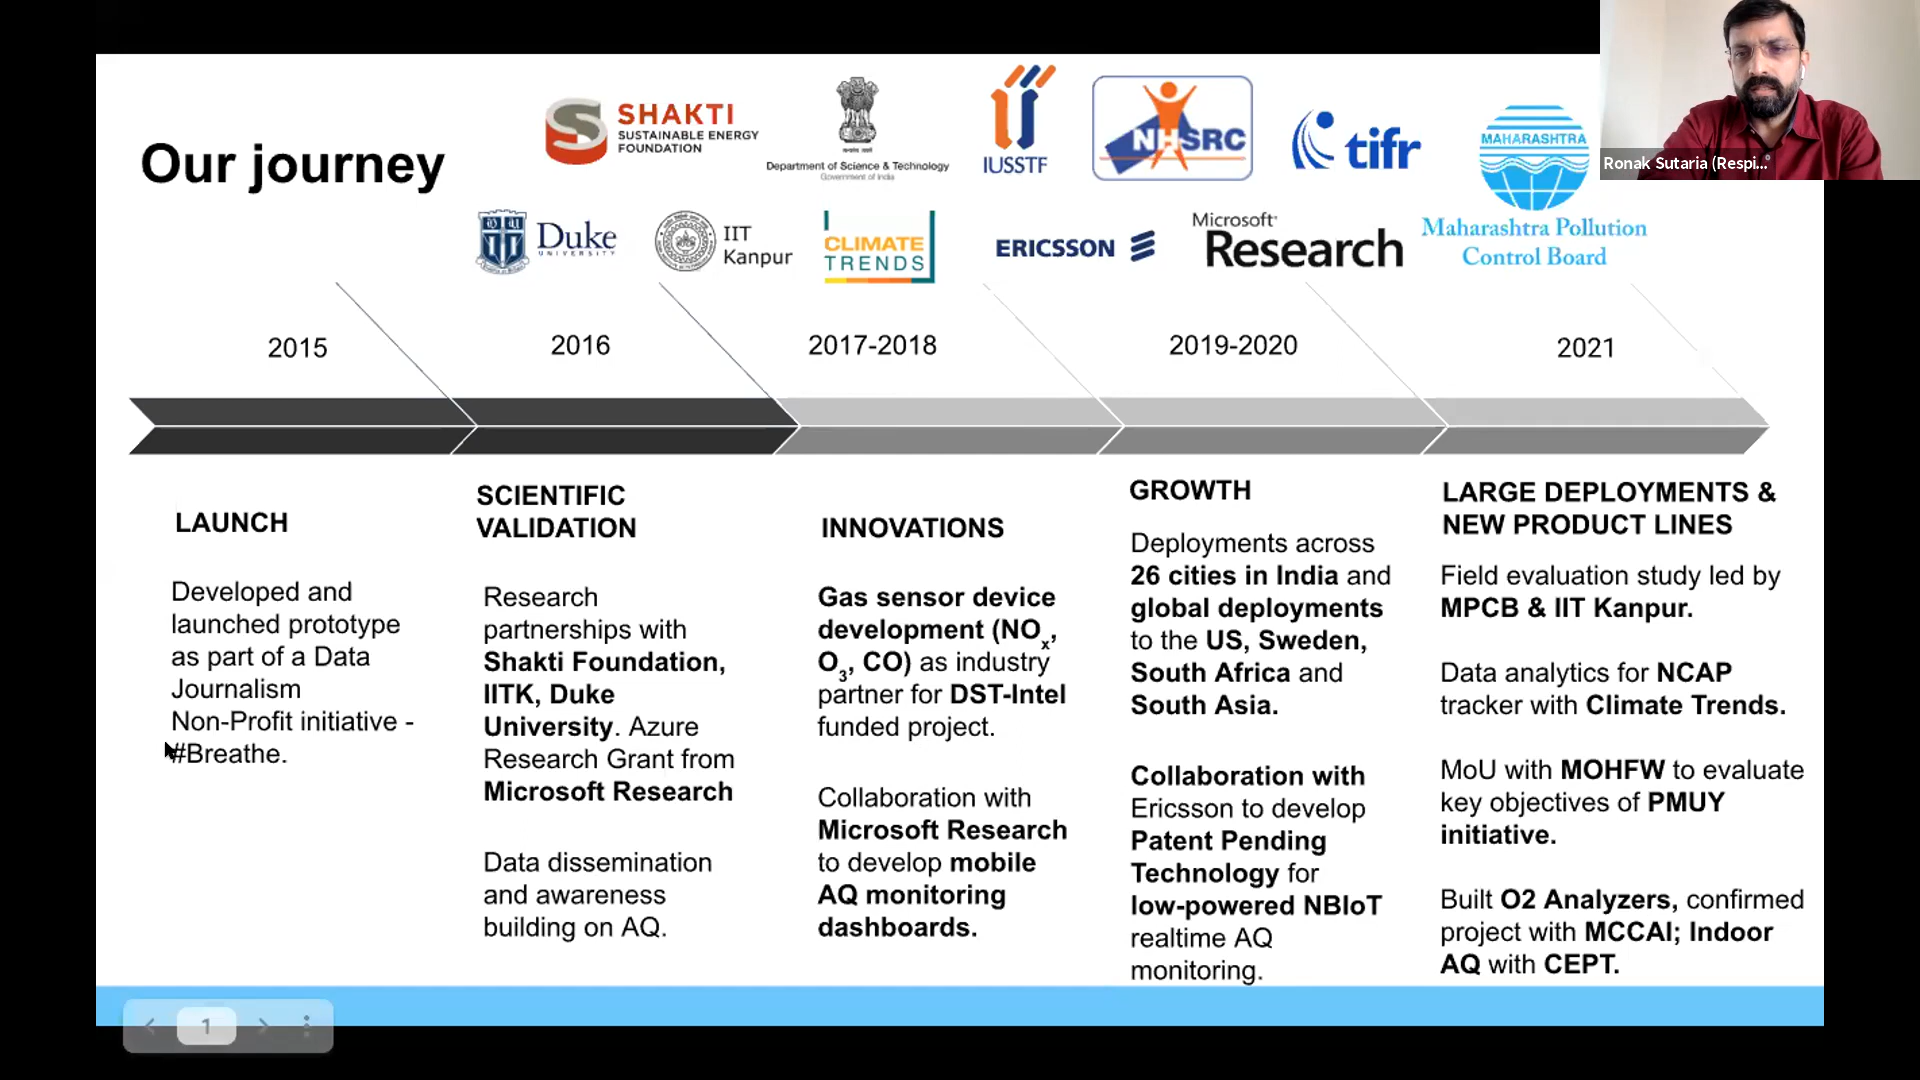 Our journey
SHAKTI
SUSTAINABLE ENERGY
FOUNDATION
Department of Science & Technology
Government of India
IUSSTF
NHSRC
tifr
MAHARASHTRA
Maharashtra Pollution
Control Board
Ronak Sutaria (Respi...
Duke
UNIVERSITY
IIT
Kanpur
CLIMATE
TRENDS
ERICSSON
Microsoft
Research
2015
2016
2017-2018
2019-2020
2021
LAUNCH
Developed and
launched prototype
as part of a Data
Journalism
Non-Profit initiative -
#Breathe.
SCIENTIFIC
VALIDATION
Research
partnerships with
Shakti Foundation,
IITK, Duke
University. Azure
Research Grant from
Microsoft Research
Data dissemination
and awareness
building on AQ.
INNOVATIONS
Gas sensor device
development (NOx,
O3, CO) as industry
partner for DST-Intel
funded project.
Collaboration with
Microsoft Research
to develop mobile
AQ monitoring
dashboards.
GROWTH
Deployments across
26 cities in India and
global deployments
to the US, Sweden,
South Africa and
South Asia.
Collaboration with
Ericsson to develop
Patent Pending
Technology for
low-powered NBIoT
realtime AQ
monitoring.
LARGE DEPLOYMENTS &
NEW PRODUCT LINES
Field evaluation study led by
MPCB & IIT Kanpur.
Data analytics for NCAP
tracker with Climate Trends.
MoU with MOHFW to evaluate
key objectives of PMUY
initiative.
Built O2 Analyzers, confirmed
project with MCCAI; Indoor
AQ with CEPT.
1